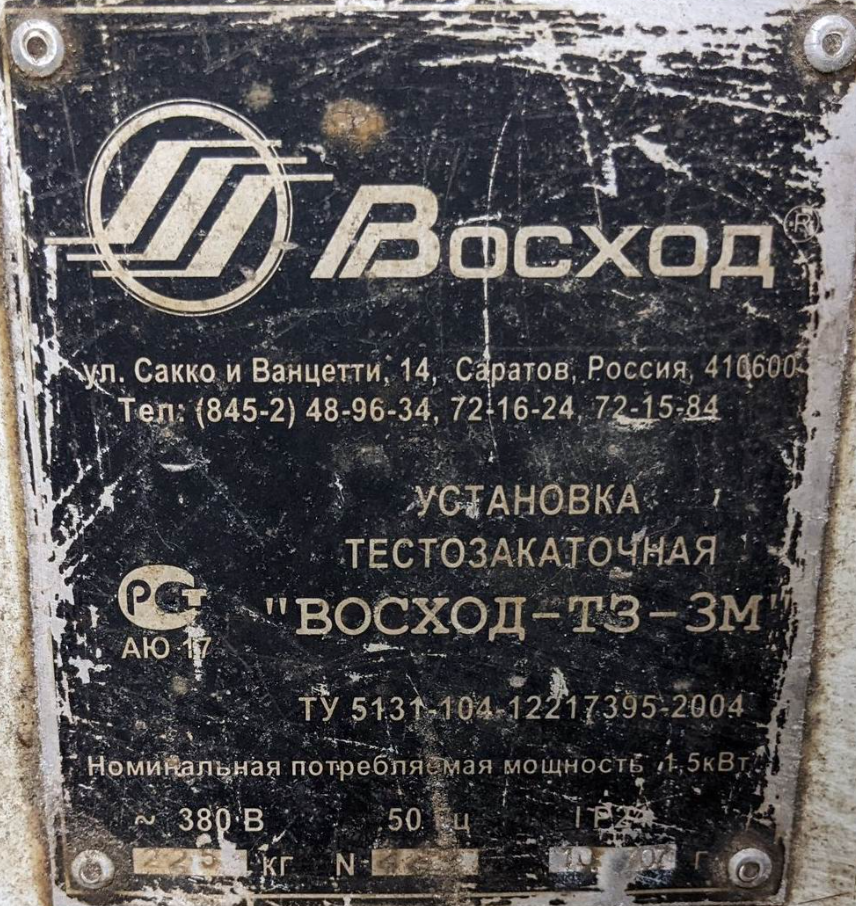 Восход ®
ул. Сакко и Ванцетти, 14, Саратов, Россия, 410600
Тел: (845-2) 48-96-34, 72-16-24, 72-15-84
УСТАНОВКА
ТЕСТОЗАКАТОЧНАЯ
"ВОСХОД-ТЗ-3М"
РСт
АЮ 17
ТУ 5131-104-12217395-2004
Номинальная потребляемая мощность 1,5кВт
~ 380 В 50 Гц
кг N- г